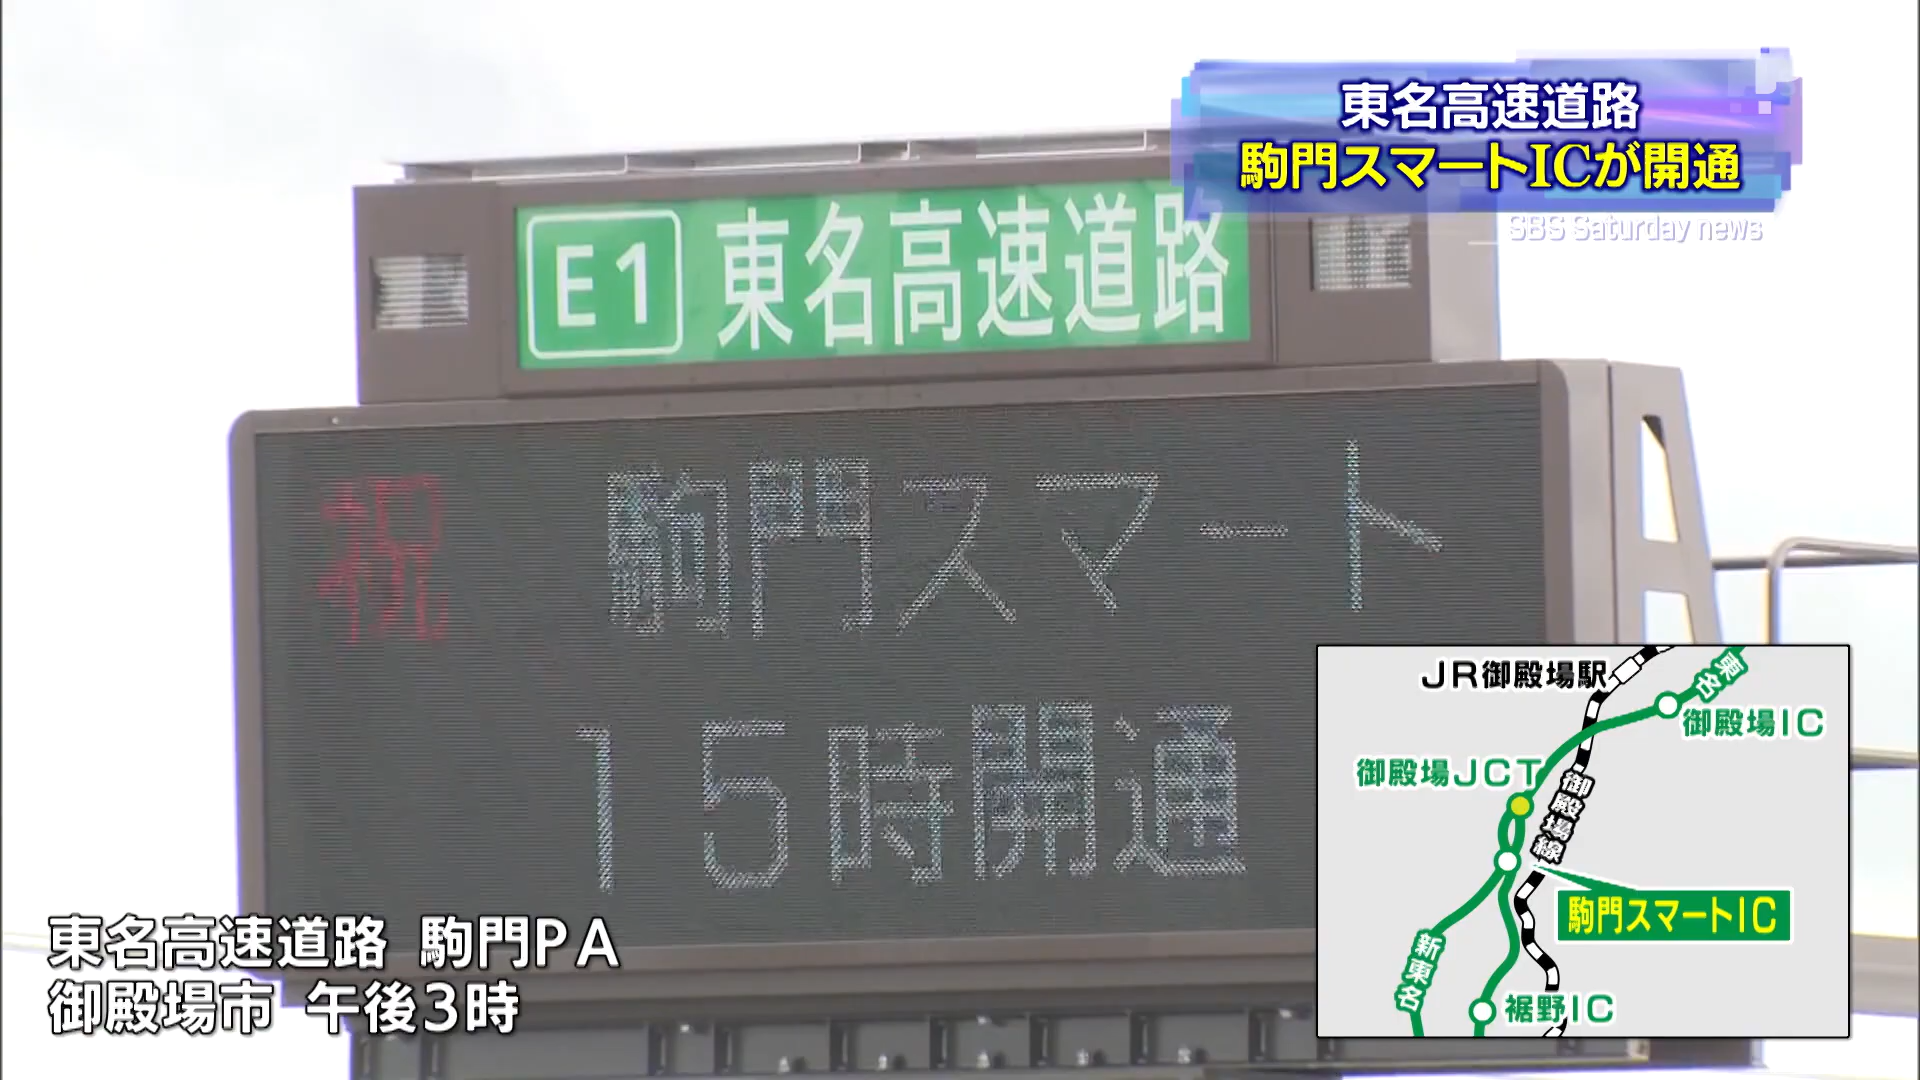 東名高速道路
駒門スマートICが開通
SBS Saturday news
E1 東名高速道路
祝 駒門スマート
15時開通
JR御殿場駅
東名
御殿場IC
御殿場JCT
御殿場線
駒門スマートIC
新東名
裾野IC
東名高速道路 駒門PA
御殿場市 午後3時